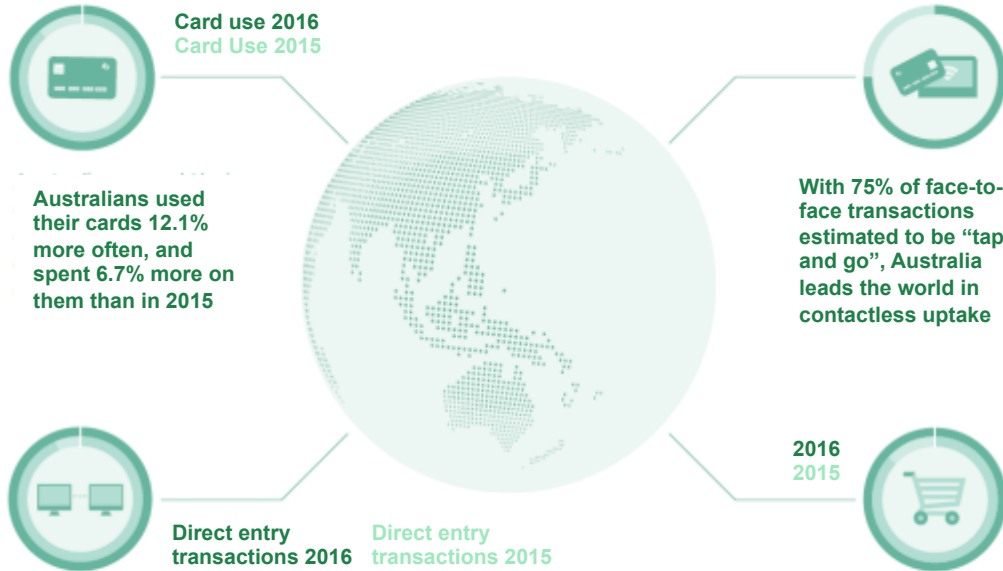 Card use 2016
Card Use 2015
Australians used
their cards 12.1%
more often, and
spent 6.7% more on
them than in 2015
With 75% of face-to-
face transactions
estimated to be “tap
and go”, Australia
leads the world in
contactless uptake
Direct entry
transactions 2016
Direct entry
transactions 2015
2016
2015